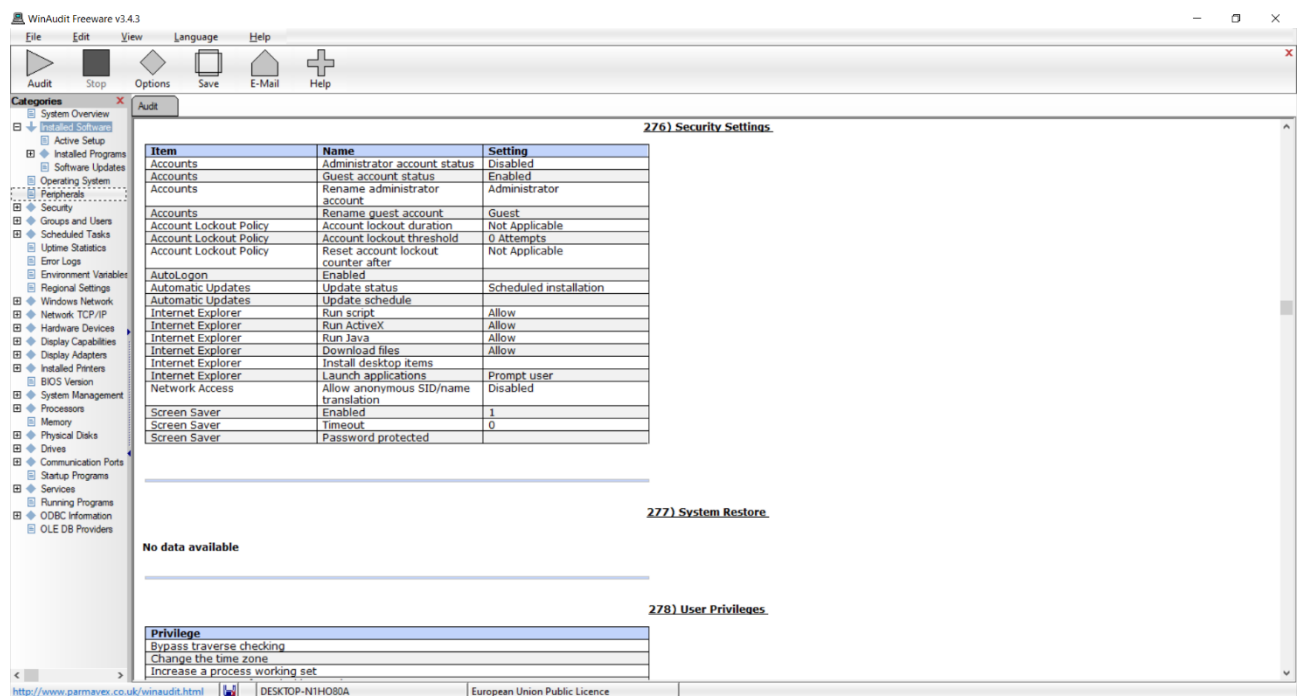 WinAudit Freeware v3.4.3
File Edit View Language Help
Audit Stop Options Save E-Mail Help
Categories
System Overview
Installed Software
Active Setup
Installed Programs
Software Updates
Operating System
Peripherals
Security
Groups and Users
Scheduled Tasks
Uptime Statistics
Error Logs
Environment Variables
Regional Settings
Windows Network
Network TCP/IP
Hardware Devices
Display Capabilities
Display Adapters
Installed Printers
BIOS Version
System Management
Processors
Memory
Physical Disks
Drives
Communication Ports
Startup Programs
Services
Running Programs
ODBC Information
OLE DB Providers
Audit
276) Security Settings
Item Name Setting
Accounts Administrator account status Disabled
Accounts Guest account status Enabled
Accounts Rename administrator Administrator
account
Accounts Rename guest account Guest
Account Lockout Policy Account lockout duration Not Applicable
Account Lockout Policy Account lockout threshold 0 Attempts
Account Lockout Policy Reset account lockout Not Applicable
counter after
AutoLogon Enabled
Automatic Updates Update status Scheduled installation
Automatic Updates Update schedule
Internet Explorer Run script Allow
Internet Explorer Run ActiveX Allow
Internet Explorer Run Java Allow
Internet Explorer Download files Allow
Internet Explorer Install desktop items
Internet Explorer Launch applications Prompt user
Network Access Allow anonymous SID/name Disabled
translation
Screen Saver Enabled 1
Screen Saver Timeout 0
Screen Saver Password protected
277) System Restore
No data available
278) User Privileges
Privilege
Bypass traverse checking
Change the time zone
Increase a process working set
http://www.parmavex.co.uk/winaudit.html DESKTOP-N1HO80A European Union Public Licence